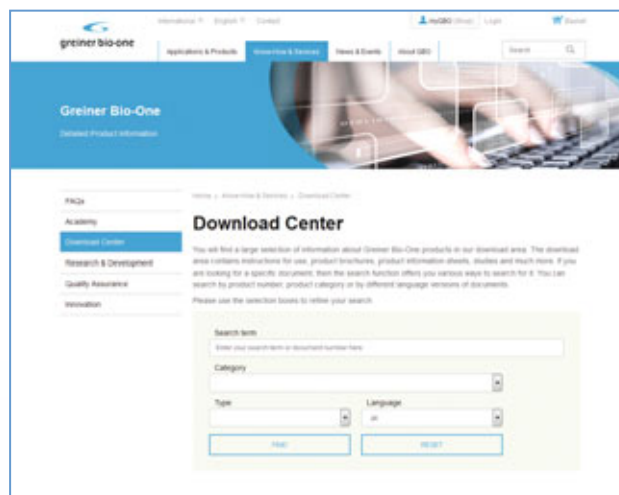 International English Contact
myGBO (Shop) Login Basket
greiner bio-one
Applications & Products Know-How & Services News & Events About GBO Search
Greiner Bio-One
Detailed Product Information
Home Know-How & Services Download Center
FAQs
Academy
Download Center
Research & Development
Quality Assurance
Innovation
Download Center
You will find a large selection of information about Greiner Bio-One products in our download area. The download
area contains instructions for use, product brochures, product information sheets, studies and much more. If you
are looking for a specific document, then the search function offers you various ways to search for it. You can
search by product number, product category or by different language versions of documents.
Please use the selection boxes to refine your search.
Search term
Enter your search term or document number here
Category
Type Language
all
FIND RESET